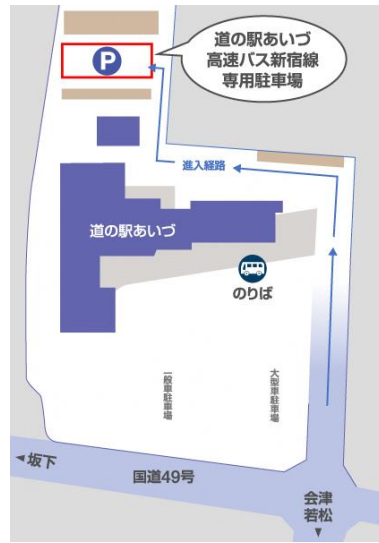 道の駅あいづ
高速バス新宿線
専用駐車場
P
進入経路
道の駅あいづ
のりば
一般車駐車場
大型車駐車場
◀坂下
国道49号
会津
若松
▼